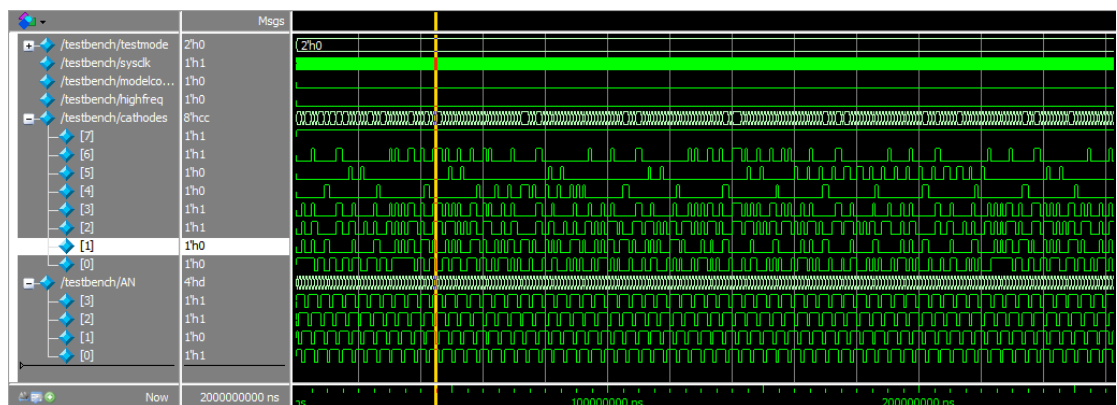 Msgs
/testbench/testmode 2'h0 2'h0
/testbench/sysclk 1'h1
/testbench/modelco... 1'h0
/testbench/highfreq 1'h0
/testbench/cathodes 8'hcc
[7] 1'h1
[6] 1'h1
[5] 1'h0
[4] 1'h0
[3] 1'h1
[2] 1'h1
[1] 1'h0
[0] 1'h0
/testbench/AN 4'hd
[3] 1'h1
[2] 1'h1
[1] 1'h0
[0] 1'h1
Now 2000000000 ns ns 100000000 ns 200000000 ns